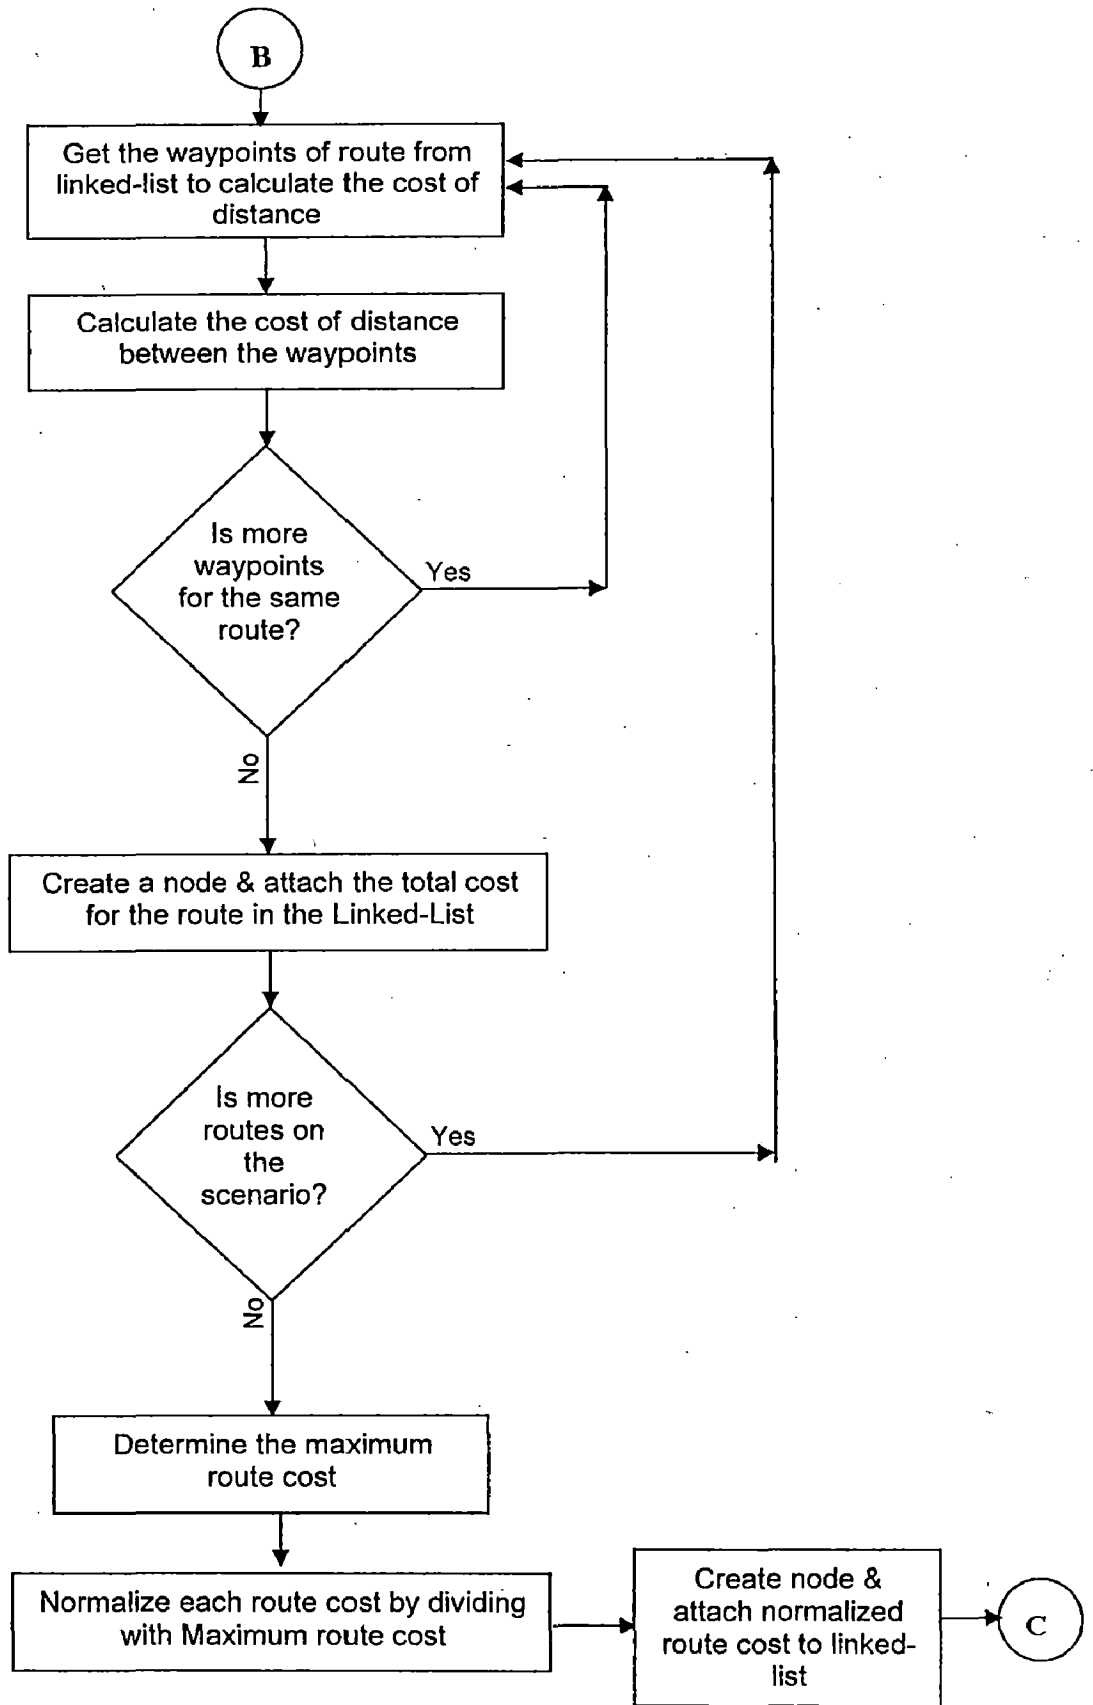 B
Get the waypoints of route from
linked-list to calculate the cost of
distance
Calculate the cost of distance
between the waypoints
Is more
waypoints
for the same
route?
Yes
No
Create a node & attach the total cost
for the route in the Linked-List
Is more
routes on
the
scenario?
Yes
No
Determine the maximum
route cost
Normalize each route cost by dividing
with Maximum route cost
Create node &
attach normalized
route cost to linked-
list
C